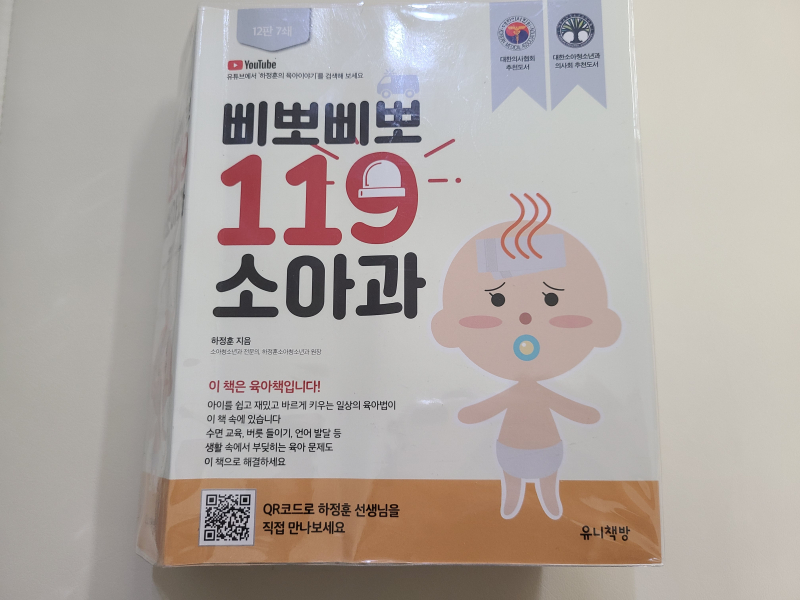 12판 7쇄
YouTube
유튜브에서 '하정훈의 육아이야기'를 검색해 보세요
대한의사협회
추천도서
대한소아청소년과
의사회 추천도서
삐뽀삐뽀
119
소아과
하정훈 지음
소아청소년과 전문의, 하정훈소아청소년과 원장
이 책은 육아책입니다!
아이를 쉽고 재밌고 바르게 키우는 일상의 육아법이
이 책 속에 있습니다
수면 교육, 버릇 들이기, 언어 발달 등
생활 속에서 부딪히는 육아 문제도
이 책으로 해결하세요
QR코드로 하정훈 선생님을
직접 만나보세요
유니책방